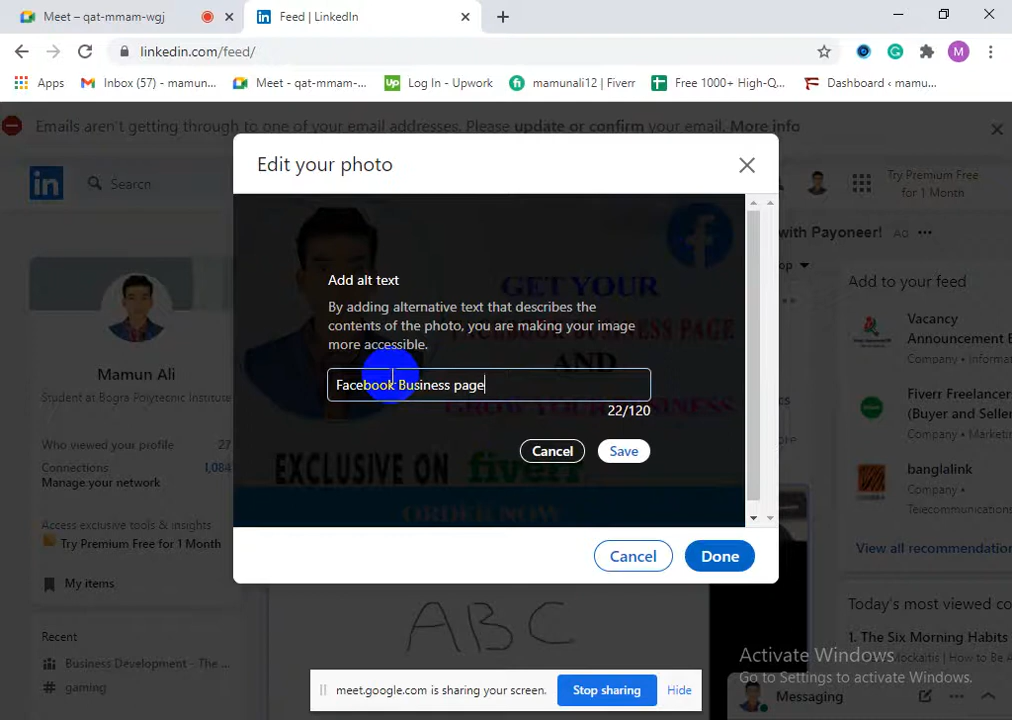 Meet – qat-mmam-wgj
Feed | LinkedIn
linkedin.com/feed/
M
Apps
Inbox (57) - mamun...
Meet - qat-mmam-...
Log In - Upwork
mamunali12 | Fiverr
Free 1000+ High-Q...
Dashboard ‹ mamu...
Emails aren't getting through to one of your email addresses. Please update or confirm your email. More info
Search
Try Premium Free
for 1 Month
Edit your photo
GET YOUR
FACEBOOK BUSINESS PAGE
AND
GROW YOUR BUSINESS
EXCLUSIVE ON fiverr
ORDER NOW
Add alt text
By adding alternative text that describes the
contents of the photo, you are making your image
more accessible.
Facebook Business page
22/120
Cancel
Save
Cancel
Done
Mamun Ali
Student at Bogra Polytechnic Institute
Who viewed your profile 27
Connections 1,084
Manage your network
Access exclusive tools & insights
Try Premium Free for 1 Month
My items
Recent
Business Development - The ...
gaming
with Payoneer! Ad
Add to your feed
Vacancy
Announcement
Company •
Fiverr Freelancers
(Buyer and Selle
Company •
banglalink
Company •
Telecommunications
View all recommendation
Today's most viewed co
1. The Six Morning Habits
ABC
Activate Windows
Go to Settings to activate Windows.
Messaging
meet.google.com is sharing your screen.
Stop sharing
Hide